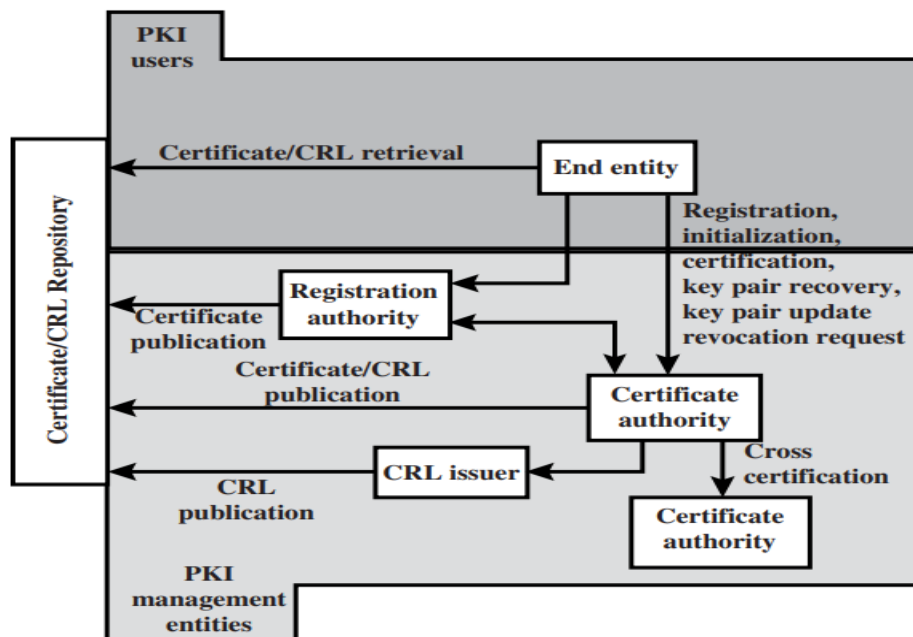 PKI
users
Certificate/CRL retrieval
End entity
Certificate/CRL Repository
Registration,
initialization,
certification,
key pair recovery,
key pair update
revocation request
Registration
authority
Certificate
publication
Certificate/CRL
publication
Certificate
authority
CRL issuer
CRL
publication
Cross
certification
Certificate
authority
PKI
management
entities